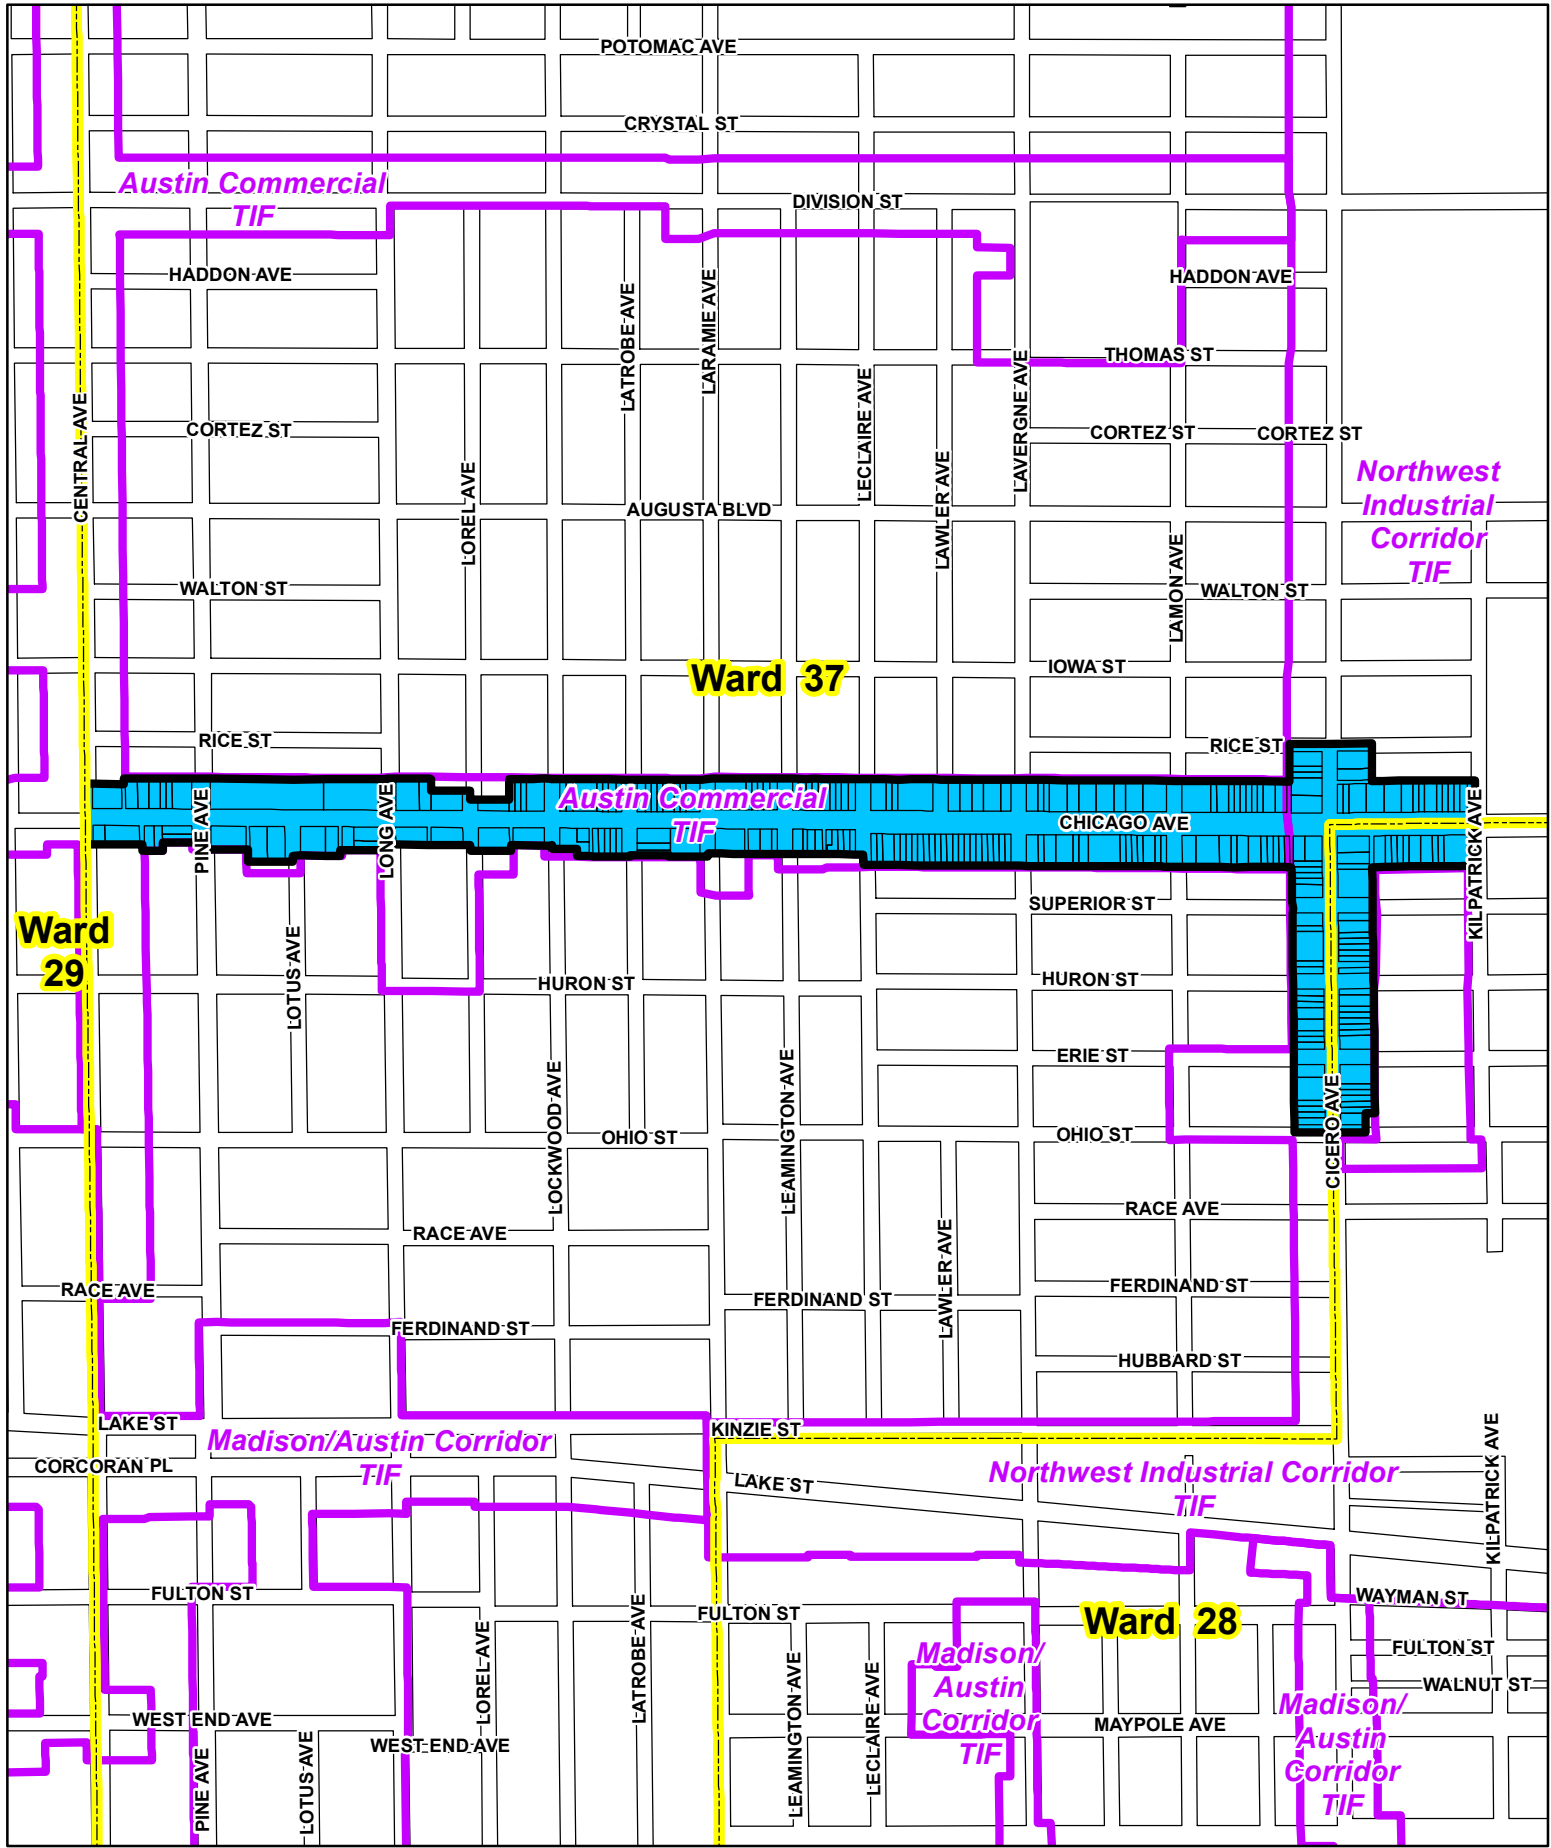 POTOMAC AVE
CRYSTAL ST
Austin Commercial
TIF
DIVISION ST
HADDON AVE
HADDON AVE
LATROBE AVE
LARAMIE AVE
THOMAS ST
LAVERGNE AVE
LECLAIRE AVE
CENTRAL AVE
CORTEZ ST
CORTEZ ST
CORTEZ ST
LOREL AVE
LAWLER AVE
Northwest
Industrial
Corridor
TIF
AUGUSTA BLVD
LAMON AVE
WALTON ST
WALTON ST
Ward 37
IOWA ST
RICE ST
RICE ST
PINE AVE
LONG AVE
Austin Commercial
TIF
CHICAGO AVE
KILPATRICK AVE
SUPERIOR ST
Ward
29
LOTUS AVE
HURON ST
HURON ST
ERIE ST
LOCKWOOD AVE
LEAMINGTON AVE
CICERO AVE
OHIO ST
OHIO ST
RACE AVE
RACE AVE
LAWLER AVE
RACE AVE
FERDINAND ST
FERDINAND ST
FERDINAND ST
HUBBARD ST
LAKE ST
KINZIE ST
Madison/Austin Corridor
TIF
CORCORAN PL
LAKE ST
Northwest Industrial Corridor
TIF
KILPATRICK AVE
FULTON ST
FULTON ST
WAYMAN ST
Ward 28
LOREL AVE
LATROBE AVE
LEAMINGTON AVE
LECLAIRE AVE
Madison/
Austin
Corridor
TIF
FULTON ST
WALNUT ST
Madison/
Austin
Corridor
TIF
WEST END AVE
WEST END AVE
MAYPOLE AVE
PINE AVE
LOTUS AVE